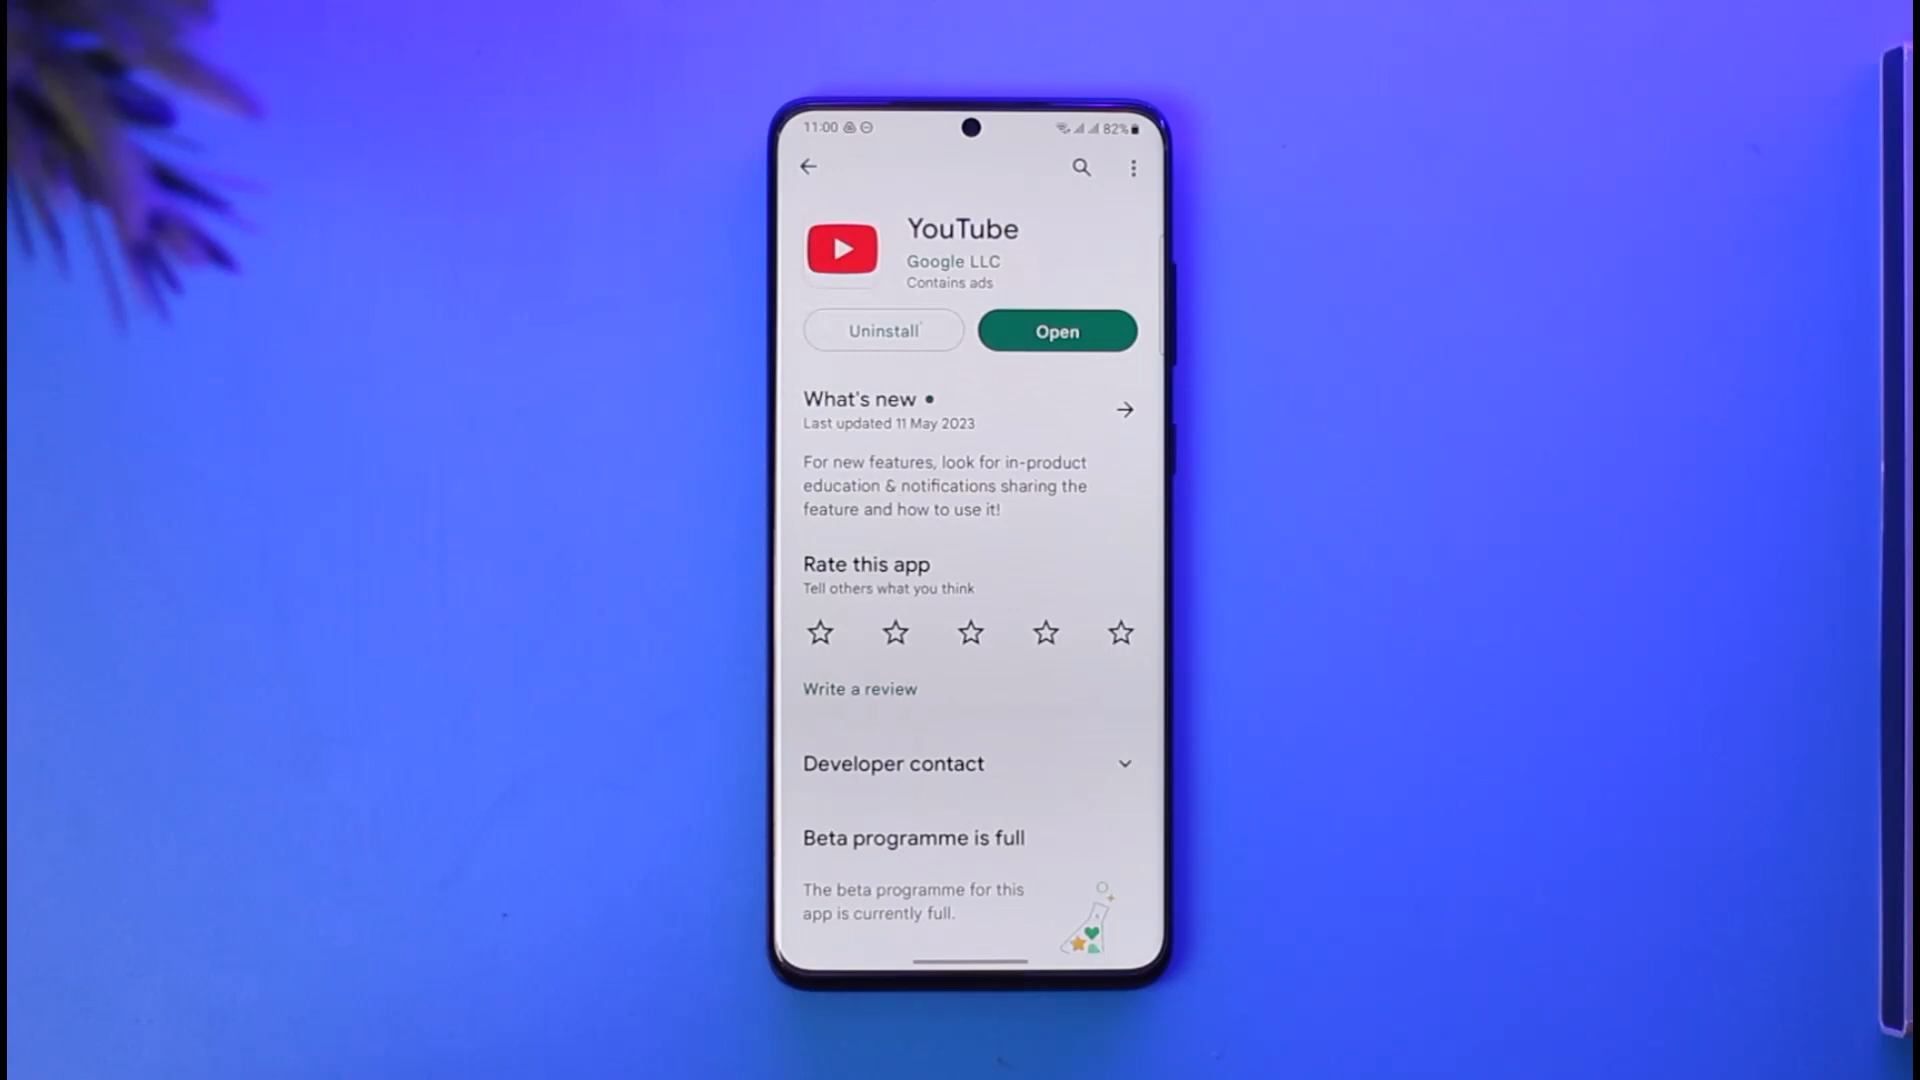 11:00
82%
YouTube
Google LLC
Contains ads
Uninstall
Open
What's new
Last updated 11 May 2023
For new features, look for in-product
education & notifications sharing the
feature and how to use it!
Rate this app
Tell others what you think
Write a review
Developer contact
Beta programme is full
The beta programme for this
app is currently full.